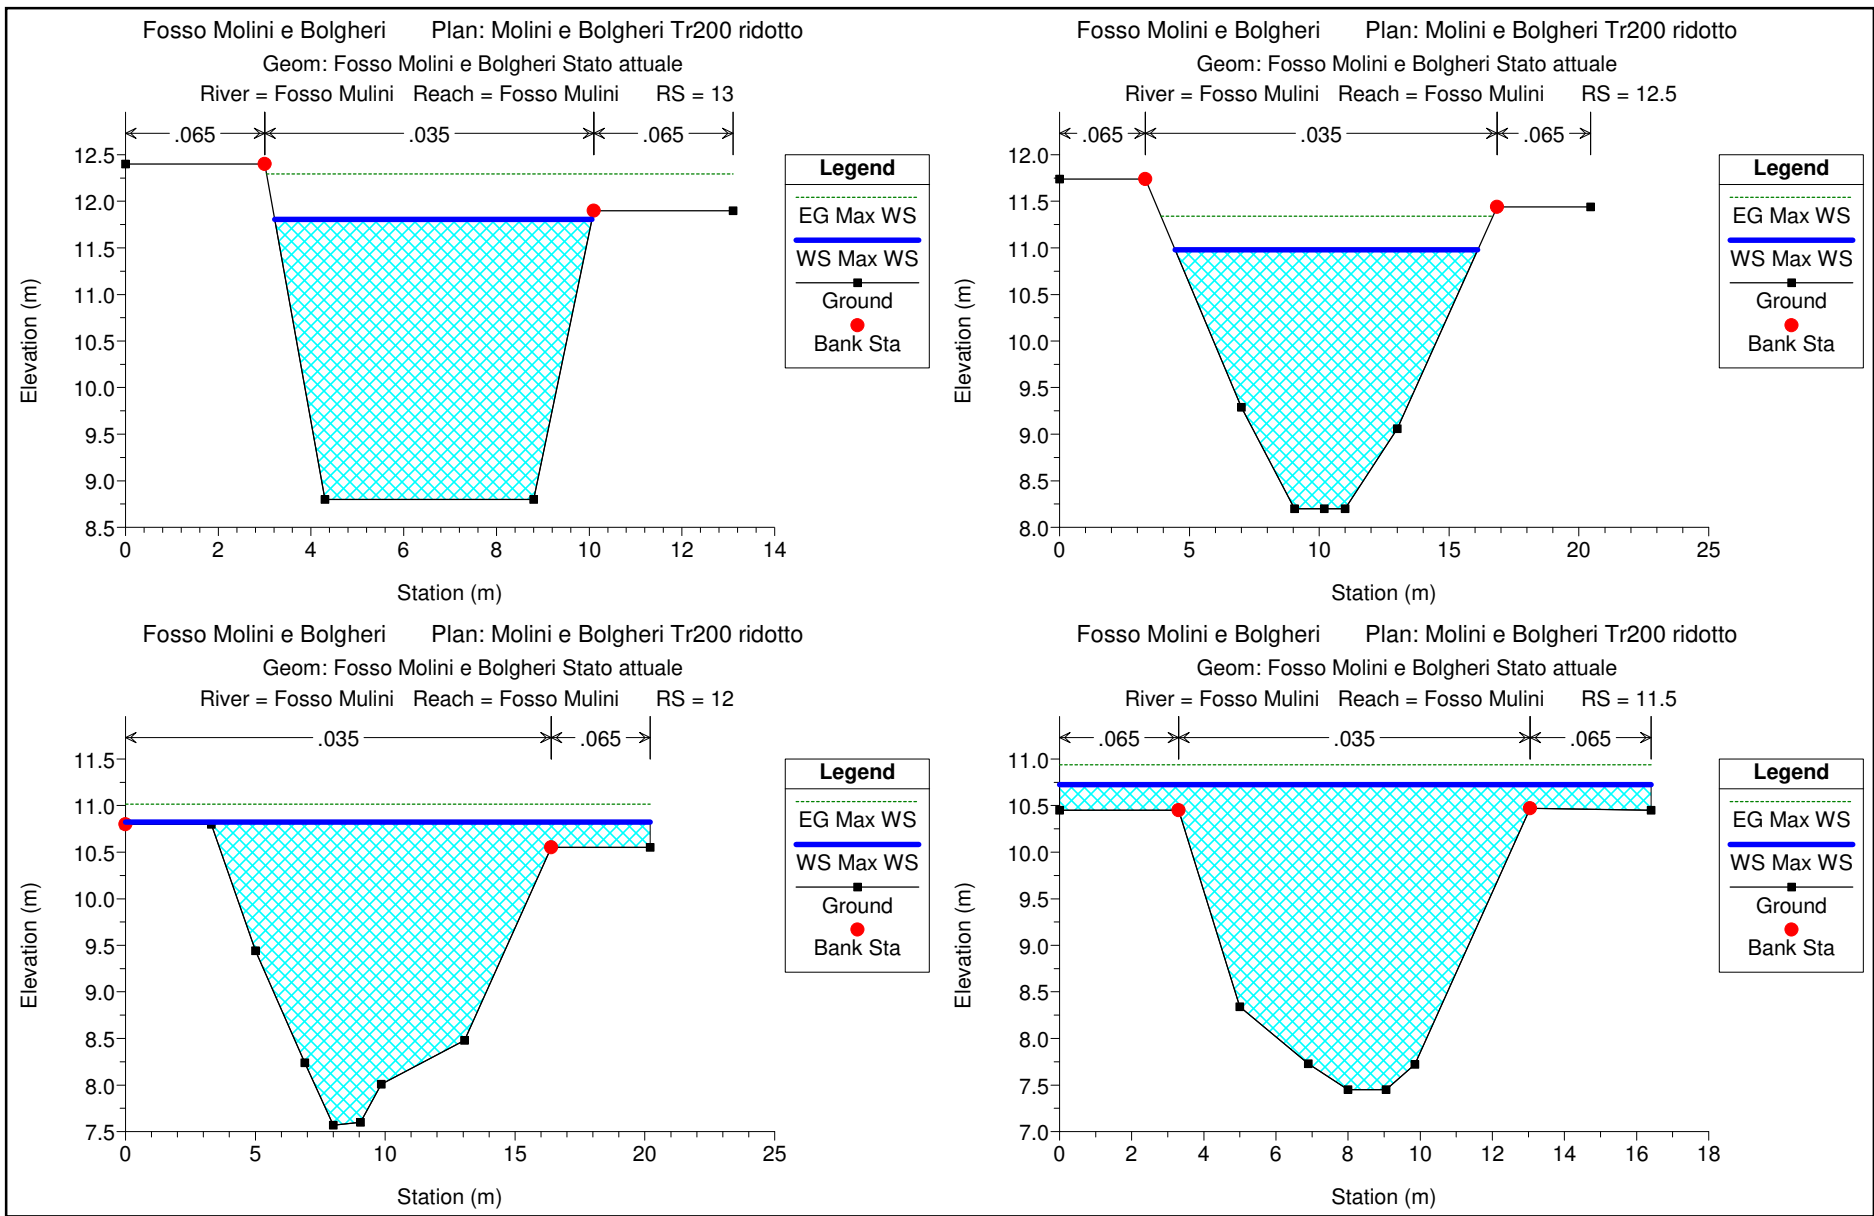 Fosso Molini e Bolgheri Plan: Molini e Bolgheri Tr200 ridotto
Geom: Fosso Molini e Bolgheri Stato attuale
River = Fosso Mulini Reach = Fosso Mulini RS = 13
.065 .035 .065
12.5
12.0
11.5
11.0
10.5
10.0
9.5
9.0
8.5
Elevation (m)
0 2 4 6 8 10 12 14
Station (m)
Legend
EG Max WS
WS Max WS
Ground
Bank Sta
Fosso Molini e Bolgheri Plan: Molini e Bolgheri Tr200 ridotto
Geom: Fosso Molini e Bolgheri Stato attuale
River = Fosso Mulini Reach = Fosso Mulini RS = 12.5
.065 .035 .065
12.0
11.5
11.0
10.5
10.0
9.5
9.0
8.5
8.0
Elevation (m)
0 5 10 15 20 25
Station (m)
Legend
EG Max WS
WS Max WS
Ground
Bank Sta
Fosso Molini e Bolgheri Plan: Molini e Bolgheri Tr200 ridotto
Geom: Fosso Molini e Bolgheri Stato attuale
River = Fosso Mulini Reach = Fosso Mulini RS = 12
.035 .065
11.5
11.0
10.5
10.0
9.5
9.0
8.5
8.0
7.5
Elevation (m)
0 5 10 15 20 25
Station (m)
Legend
EG Max WS
WS Max WS
Ground
Bank Sta
Fosso Molini e Bolgheri Plan: Molini e Bolgheri Tr200 ridotto
Geom: Fosso Molini e Bolgheri Stato attuale
River = Fosso Mulini Reach = Fosso Mulini RS = 11.5
.065 .035 .065
11.0
10.5
10.0
9.5
9.0
8.5
8.0
7.5
7.0
Elevation (m)
0 2 4 6 8 10 12 14 16 18
Station (m)
Legend
EG Max WS
WS Max WS
Ground
Bank Sta